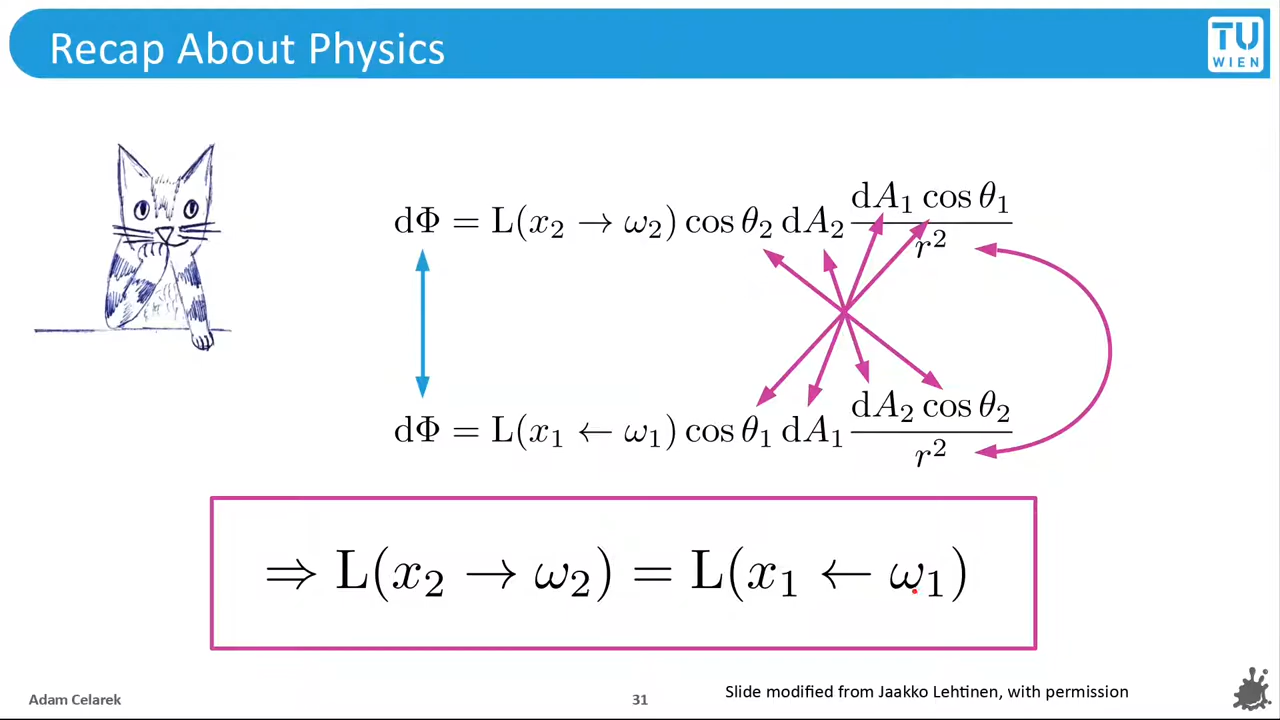 Recap About Physics
TU
WIEN
dΦ = L(x₂ → ω₂) cos θ₂ dA₂ (dA₁ cos θ₁)/r²
dΦ = L(x₁ ← ω₁) cos θ₁ dA₁ (dA₂ cos θ₂)/r²
⇒ L(x₂ → ω₂) = L(x₁ ← ω₁)
Adam Celarek
31
Slide modified from Jaakko Lehtinen, with permission